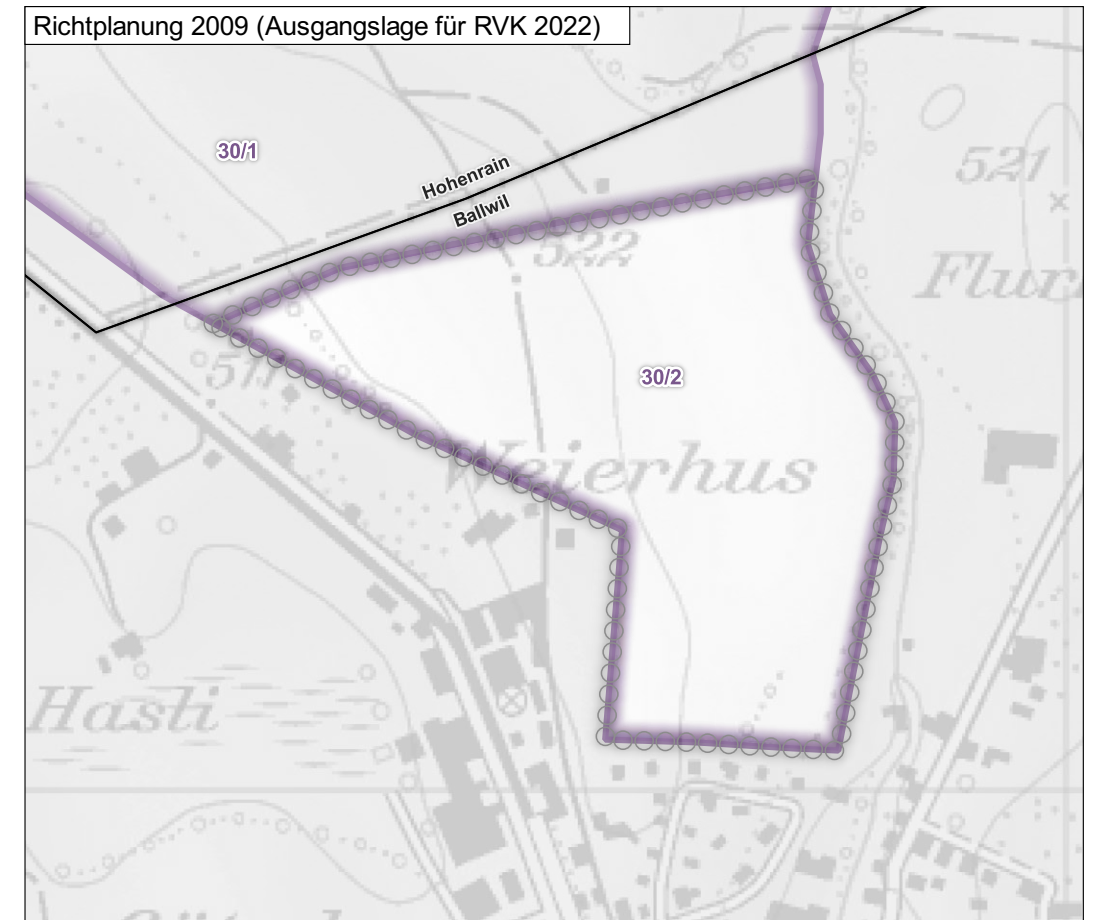 Richtplanung 2009 (Ausgangslage für RVK 2022)
30/1
Hohenrain
Ballwil
521
522
Flur
30/2
511
Weierhus
Hasli